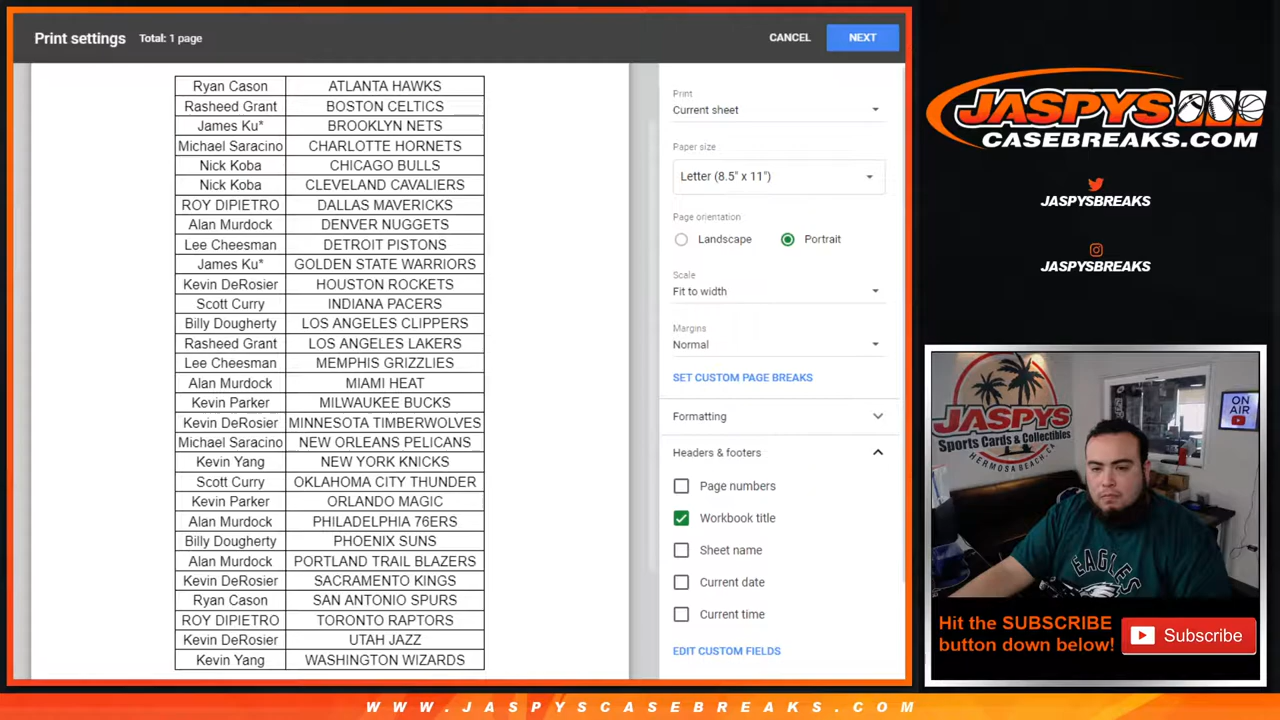 Print settings Total: 1 page CANCEL NEXT
Ryan Cason ATLANTA HAWKS
Rasheed Grant BOSTON CELTICS
James Ku* BROOKLYN NETS
Michael Saracino CHARLOTTE HORNETS
Nick Koba CHICAGO BULLS
Nick Koba CLEVELAND CAVALIERS
ROY DIPIETRO DALLAS MAVERICKS
Alan Murdock DENVER NUGGETS
Lee Cheesman DETROIT PISTONS
James Ku* GOLDEN STATE WARRIORS
Kevin DeRosier HOUSTON ROCKETS
Scott Curry INDIANA PACERS
Billy Dougherty LOS ANGELES CLIPPERS
Rasheed Grant LOS ANGELES LAKERS
Lee Cheesman MEMPHIS GRIZZLIES
Alan Murdock MIAMI HEAT
Kevin Parker MILWAUKEE BUCKS
Kevin DeRosier MINNESOTA TIMBERWOLVES
Michael Saracino NEW ORLEANS PELICANS
Kevin Yang NEW YORK KNICKS
Scott Curry OKLAHOMA CITY THUNDER
Kevin Parker ORLANDO MAGIC
Alan Murdock PHILADELPHIA 76ERS
Billy Dougherty PHOENIX SUNS
Alan Murdock PORTLAND TRAIL BLAZERS
Kevin DeRosier SACRAMENTO KINGS
Ryan Cason SAN ANTONIO SPURS
ROY DIPIETRO TORONTO RAPTORS
Kevin DeRosier UTAH JAZZ
Kevin Yang WASHINGTON WIZARDS
Print
Current sheet
Paper size
Letter (8.5" x 11")
Page orientation
Landscape Portrait
Scale
Fit to width
Margins
Normal
SET CUSTOM PAGE BREAKS
Formatting
Headers & footers
Page numbers
Workbook title
Sheet name
Current date
Current time
EDIT CUSTOM FIELDS
JASPYS
CASEBREAKS.COM
JASPYSBREAKS
JASPYSBREAKS
JASPYS
Sports Cards & Collectibles
HERMOSA BEACH, CA
ON
AIR
EAGLES
Hit the SUBSCRIBE
button down below!
Subscribe
WWW.JASPYSCASEBREAKS.COM